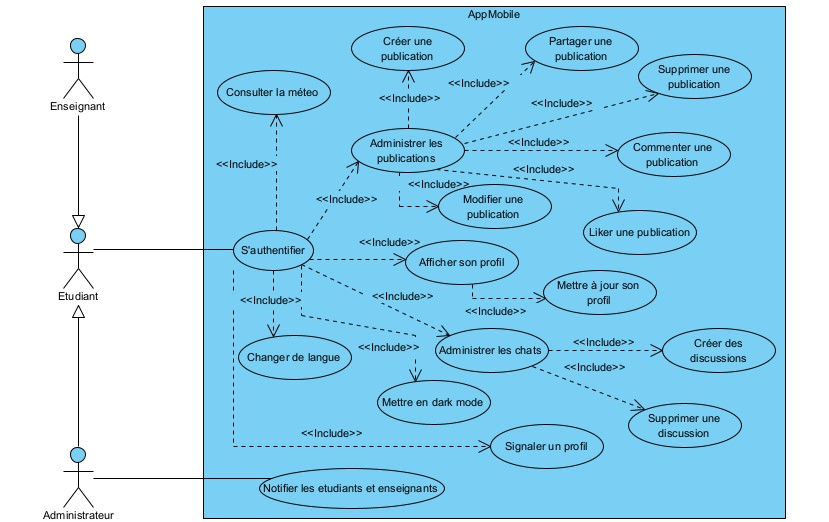 AppMobile
Enseignant
Créer une
publication
Partager une
publication
Supprimer une
publication
Consulter la méteo
<<Include>>
<<Include>>
<<Include>>
Administrer les
publications
<<Include>>
Commenter une
publication
<<Include>>
<<Include>>
<<Include>>
<<Include>>
Modifier une
publication
Liker une publication
S'authentifier
<<Include>>
Afficher son profil
Etudiant
Mettre à jour son
profil
<<Include>>
<<Include>>
<<Include>>
Changer de langue
<<Include>>
Administrer les chats
<<Include>>
Créer des
discussions
<<Include>>
Mettre en dark mode
Supprimer une
discussion
<<Include>>
Signaler un profil
Notifier les etudiants et enseignants
Administrateur